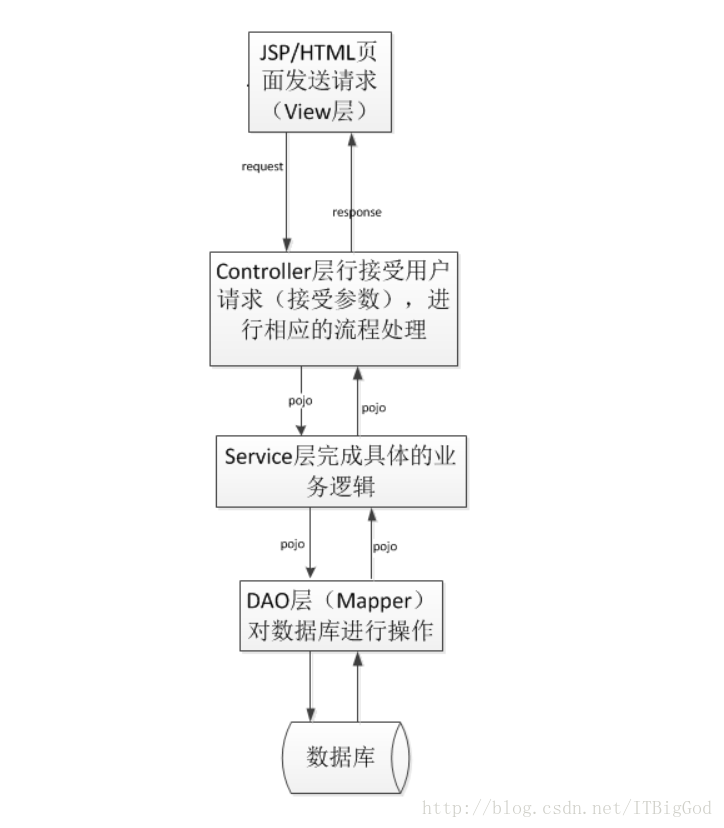 JSP/HTML页
面发送请求
（View层）
request
response
Controller层行接受用户
请求（接受参数），进
行相应的流程处理
pojo
pojo
Service层完成具体的业
务逻辑
pojo
pojo
DAO层（Mapper）
对数据库进行操作
数据库
http://blog.csdn.net/ITBigGod